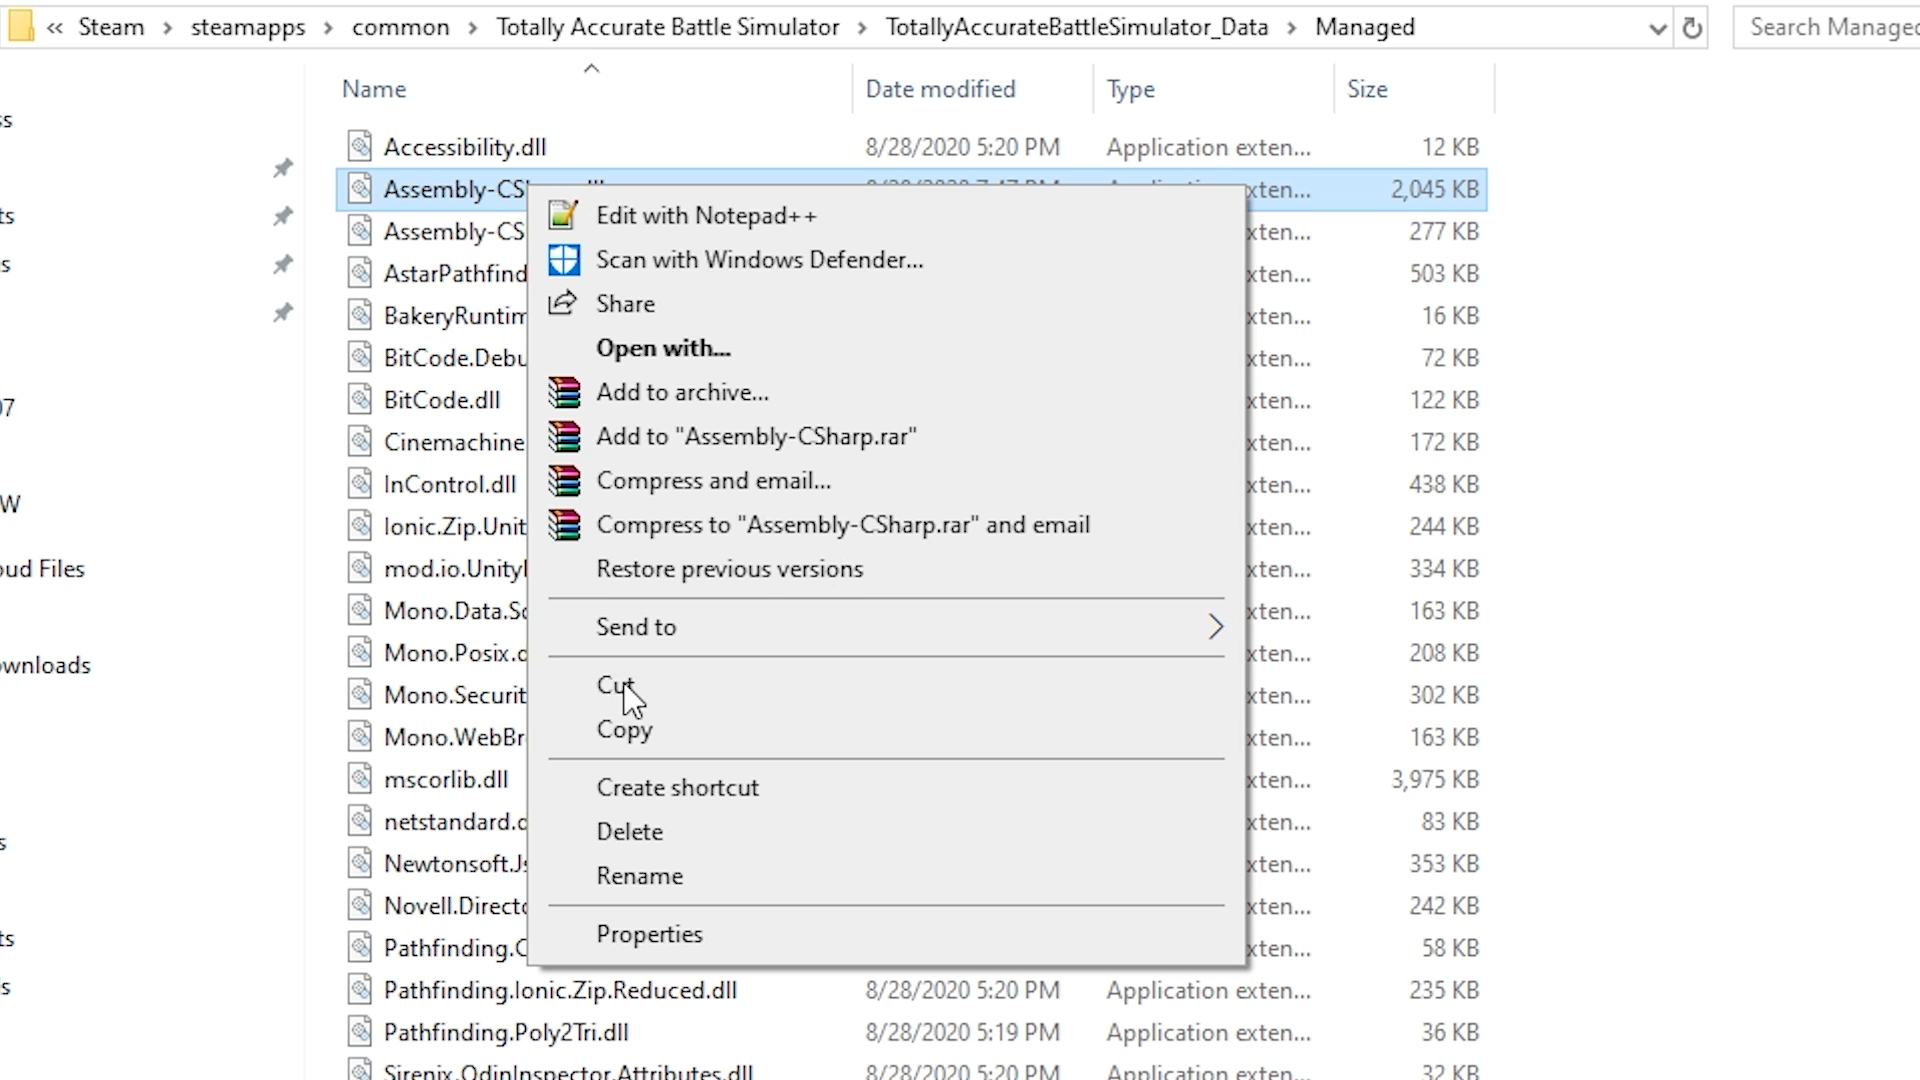 « Steam > steamapps > common > Totally Accurate Battle Simulator > TotallyAccurateBattleSimulator_Data > Managed
Search Managed
Name Date modified Type Size
Accessibility.dll 8/28/2020 5:20 PM Application exten... 12 KB
Assembly-CS 2,045 KB
Assembly-CS xten... 277 KB
AstarPathfind xten... 503 KB
BakeryRuntim xten... 16 KB
BitCode.Debu xten... 72 KB
BitCode.dll xten... 122 KB
Cinemachine xten... 172 KB
InControl.dll xten... 438 KB
Ionic.Zip.Unit xten... 244 KB
mod.io.Unity xten... 334 KB
Mono.Data.S xten... 163 KB
Mono.Posix.d xten... 208 KB
Mono.Securit xten... 302 KB
Mono.WebBr xten... 163 KB
mscorlib.dll xten... 3,975 KB
netstandard.d xten... 83 KB
Newtonsoft.Js xten... 353 KB
Novell.Directo xten... 242 KB
Pathfinding.C xten... 58 KB
Pathfinding.Ionic.Zip.Reduced.dll 8/28/2020 5:20 PM Application exten... 235 KB
Pathfinding.Poly2Tri.dll 8/28/2020 5:19 PM Application exten... 36 KB
Sirenix.OdinInspector.Attributes.dll 8/28/2020 5:20 PM Application exten... 32 KB
Edit with Notepad++
Scan with Windows Defender...
Share
Open with...
Add to archive...
Add to "Assembly-CSharp.rar"
Compress and email...
Compress to "Assembly-CSharp.rar" and email
Restore previous versions
Send to
Cut
Copy
Create shortcut
Delete
Rename
Properties
ss
ts
s
07
W
oud Files
ownloads
s
ts
s